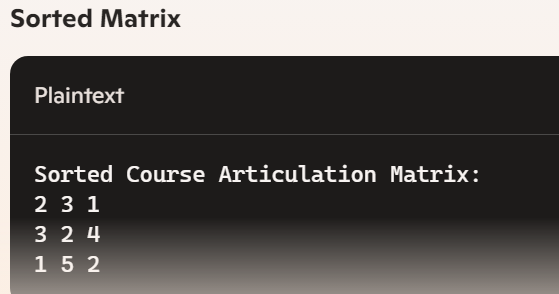 Sorted Matrix
Plaintext
Sorted Course Articulation Matrix:
2 3 1
3 2 4
1 5 2